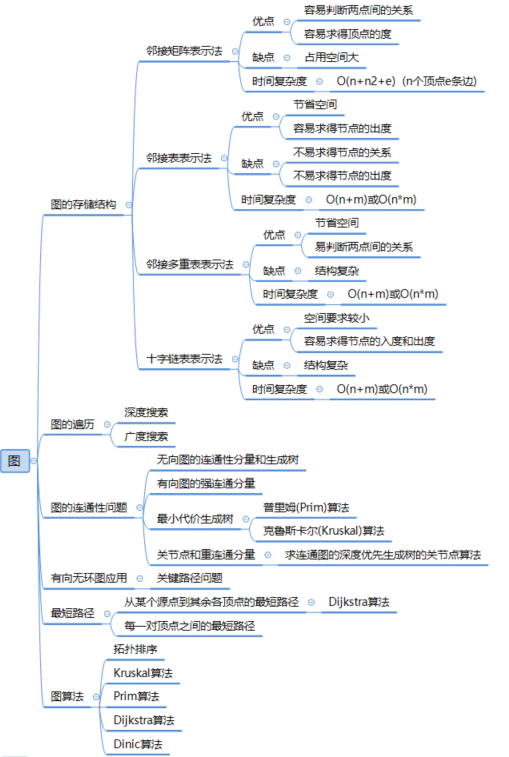 图
图的存储结构
邻接矩阵表示法
优点
容易判断两点间的关系
容易求得顶点的度
缺点
占用空间大
时间复杂度
O(n+n2+e)（n个顶点e条边)
邻接表表示法
优点
节省空间
容易求得节点的出度
缺点
不易求得节点的关系
不易求得节点的出度
时间复杂度
O(n+m)或O(n*m)
邻接多重表表示法
优点
节省空间
易判断两点间的关系
缺点
结构复杂
时间复杂度
O(n+m)或O(n*m)
十字链表表示法
优点
空间要求较小
容易求得节点的入度和出度
缺点
结构复杂
时间复杂度
O(n+m)或O(n*m)
图的遍历
深度搜索
广度搜索
图的连通性问题
无向图的连通性分量和生成树
有向图的强连通分量
最小代价生成树
普里姆(Prim)算法
克鲁斯卡尔(Kruskal)算法
关节点和重连通分量
求连通图的深度优先生成树的关节点算法
有向无环图应用
关键路径问题
最短路径
从某个源点到其余各顶点的最短路径
Dijkstra算法
每一对顶点之间的最短路径
图算法
拓扑排序
Kruskal算法
Prim算法
Dijkstra算法
Dinic算法